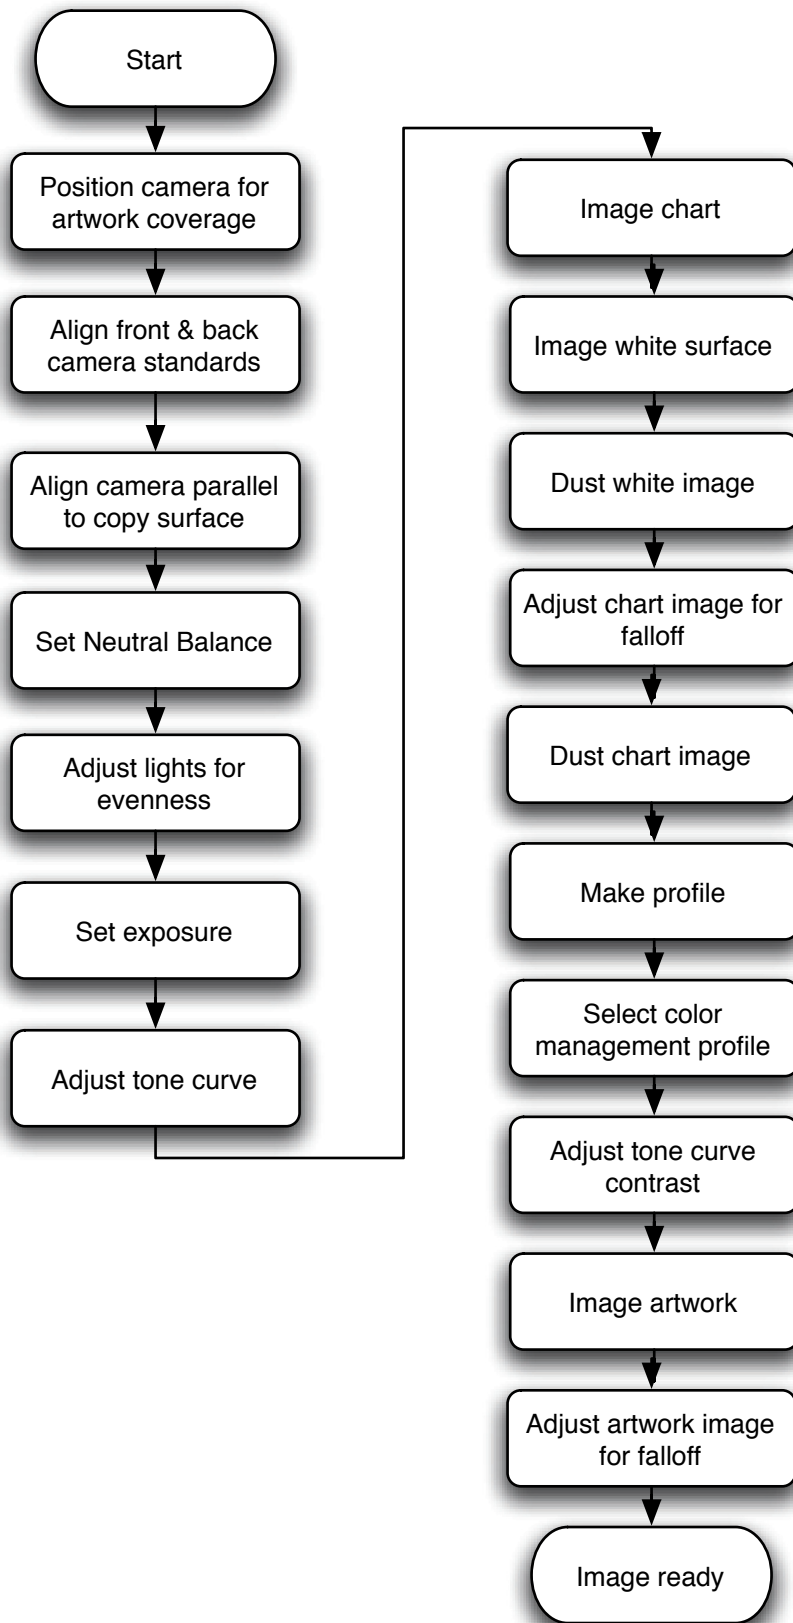 Start
Position camera for
artwork coverage
Align front & back
camera standards
Align camera parallel
to copy surface
Set Neutral Balance
Adjust lights for
evenness
Set exposure
Adjust tone curve
Image chart
Image white surface
Dust white image
Adjust chart image for
falloff
Dust chart image
Make profile
Select color
management profile
Adjust tone curve
contrast
Image artwork
Adjust artwork image
for falloff
Image ready